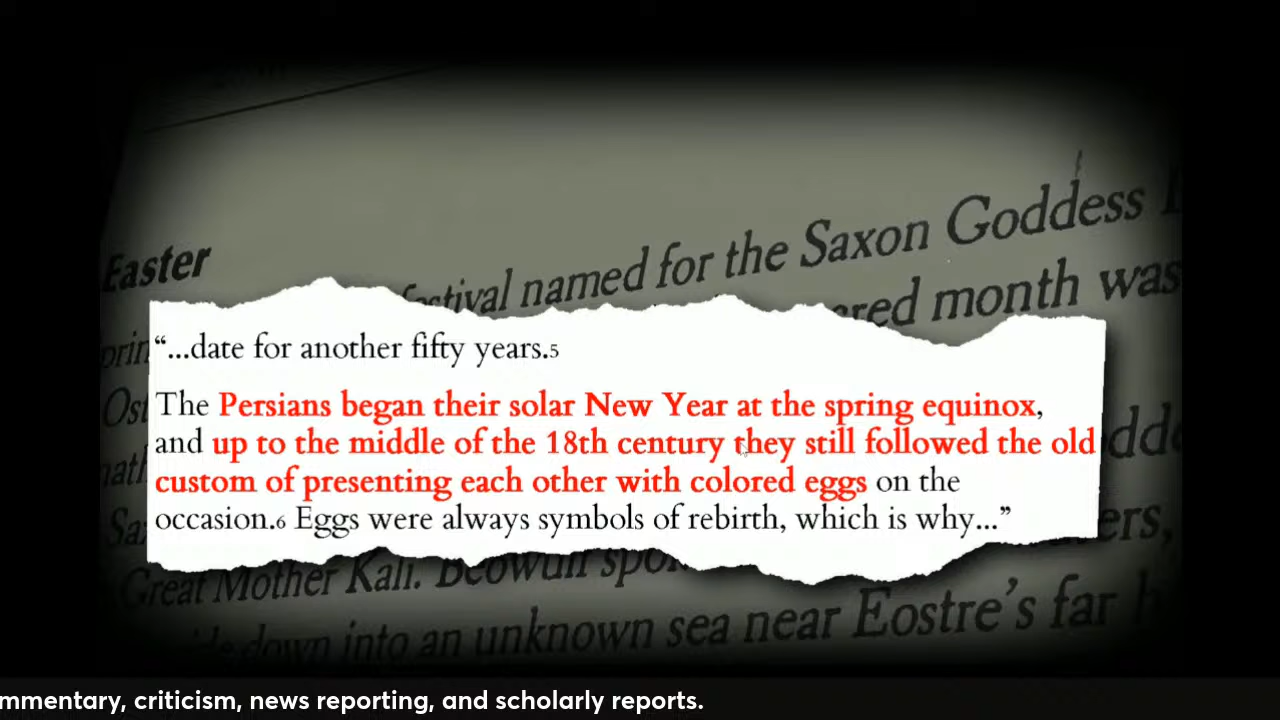 Easter
festival named for the Saxon Goddess
ered month was
"...date for another fifty years.5
The Persians began their solar New Year at the spring equinox,
and up to the middle of the 18th century they still followed the old
custom of presenting each other with colored eggs on the
occasion.6 Eggs were always symbols of rebirth, which is why..."
Great Mother Kali. Beowulf spo
down into an unknown sea near Eostre's far
mmentary, criticism, news reporting, and scholarly reports.